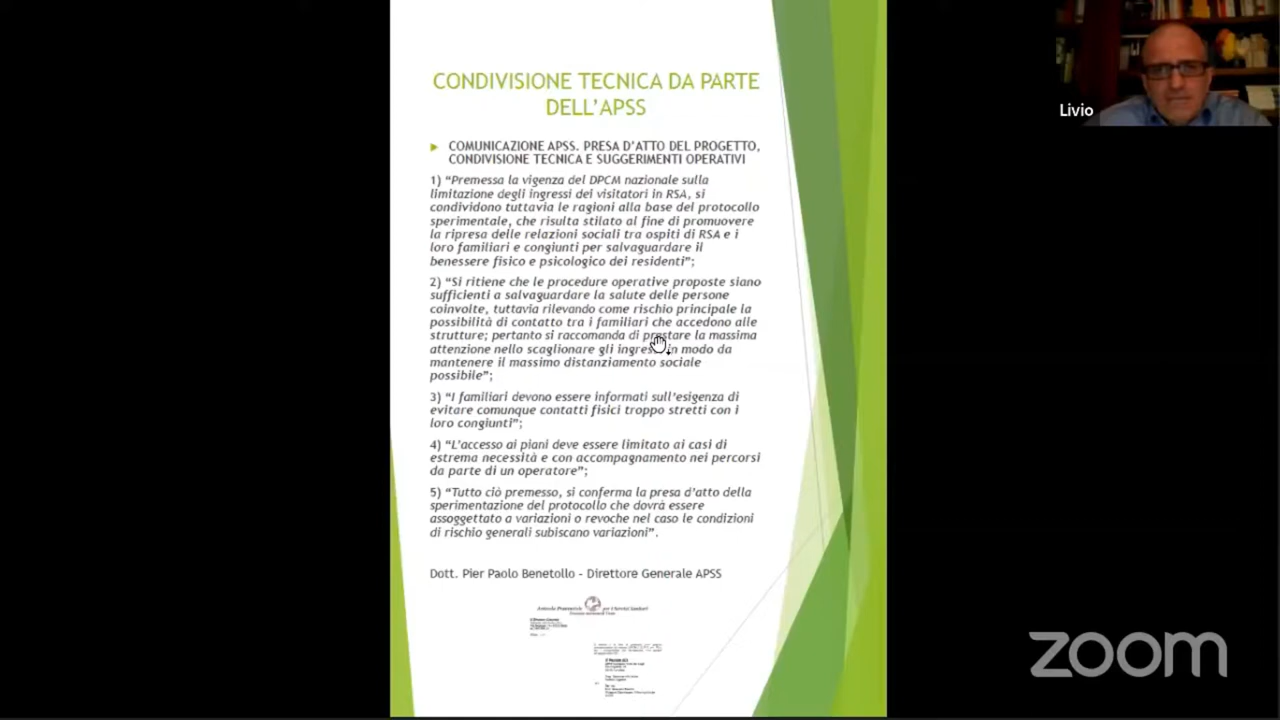 CONDIVISIONE TECNICA DA PARTE
DELL'APSS
COMUNICAZIONE APSS. PRESA D'ATTO DEL PROGETTO,
CONDIVISIONE TECNICA E SUGGERIMENTI OPERATIVI
1) "Premessa la vigenza del DPCM nazionale sulla
limitazione degli ingressi dei visitatori in RSA, si
condividono tuttavia le ragioni alla base del protocollo
sperimentale, che risulta stilato al fine di promuovere
la ripresa delle relazioni sociali tra ospiti di RSA e i
loro familiari e congiunti per salvaguardare il
benessere fisico e psicologico dei residenti";
2) "Si ritiene che le procedure operative proposte siano
sufficienti a salvaguardare la salute delle persone
coinvolte, tuttavia rilevando come rischio principale la
possibilità di contatto tra i familiari che accedono alle
strutture; pertanto si raccomanda di prestare la massima
attenzione nello scaglionare gli ingressi in modo da
mantenere il massimo distanziamento sociale
possibile";
3) "I familiari devono essere informati sull'esigenza di
evitare comunque contatti fisici troppo stretti con i
loro congiunti";
4) "L'accesso ai piani deve essere limitato ai casi di
estrema necessità e con accompagnamento nei percorsi
da parte di un operatore";
5) "Tutto ciò premesso, si conferma la presa d'atto della
sperimentazione del protocollo che dovrà essere
assoggettato a variazioni o revoche nel caso le condizioni
di rischio generali subiscano variazioni".
Dott. Pier Paolo Benetollo - Direttore Generale APSS
Azienda Provinciale per i Servizi Sanitari
Livio
zoom